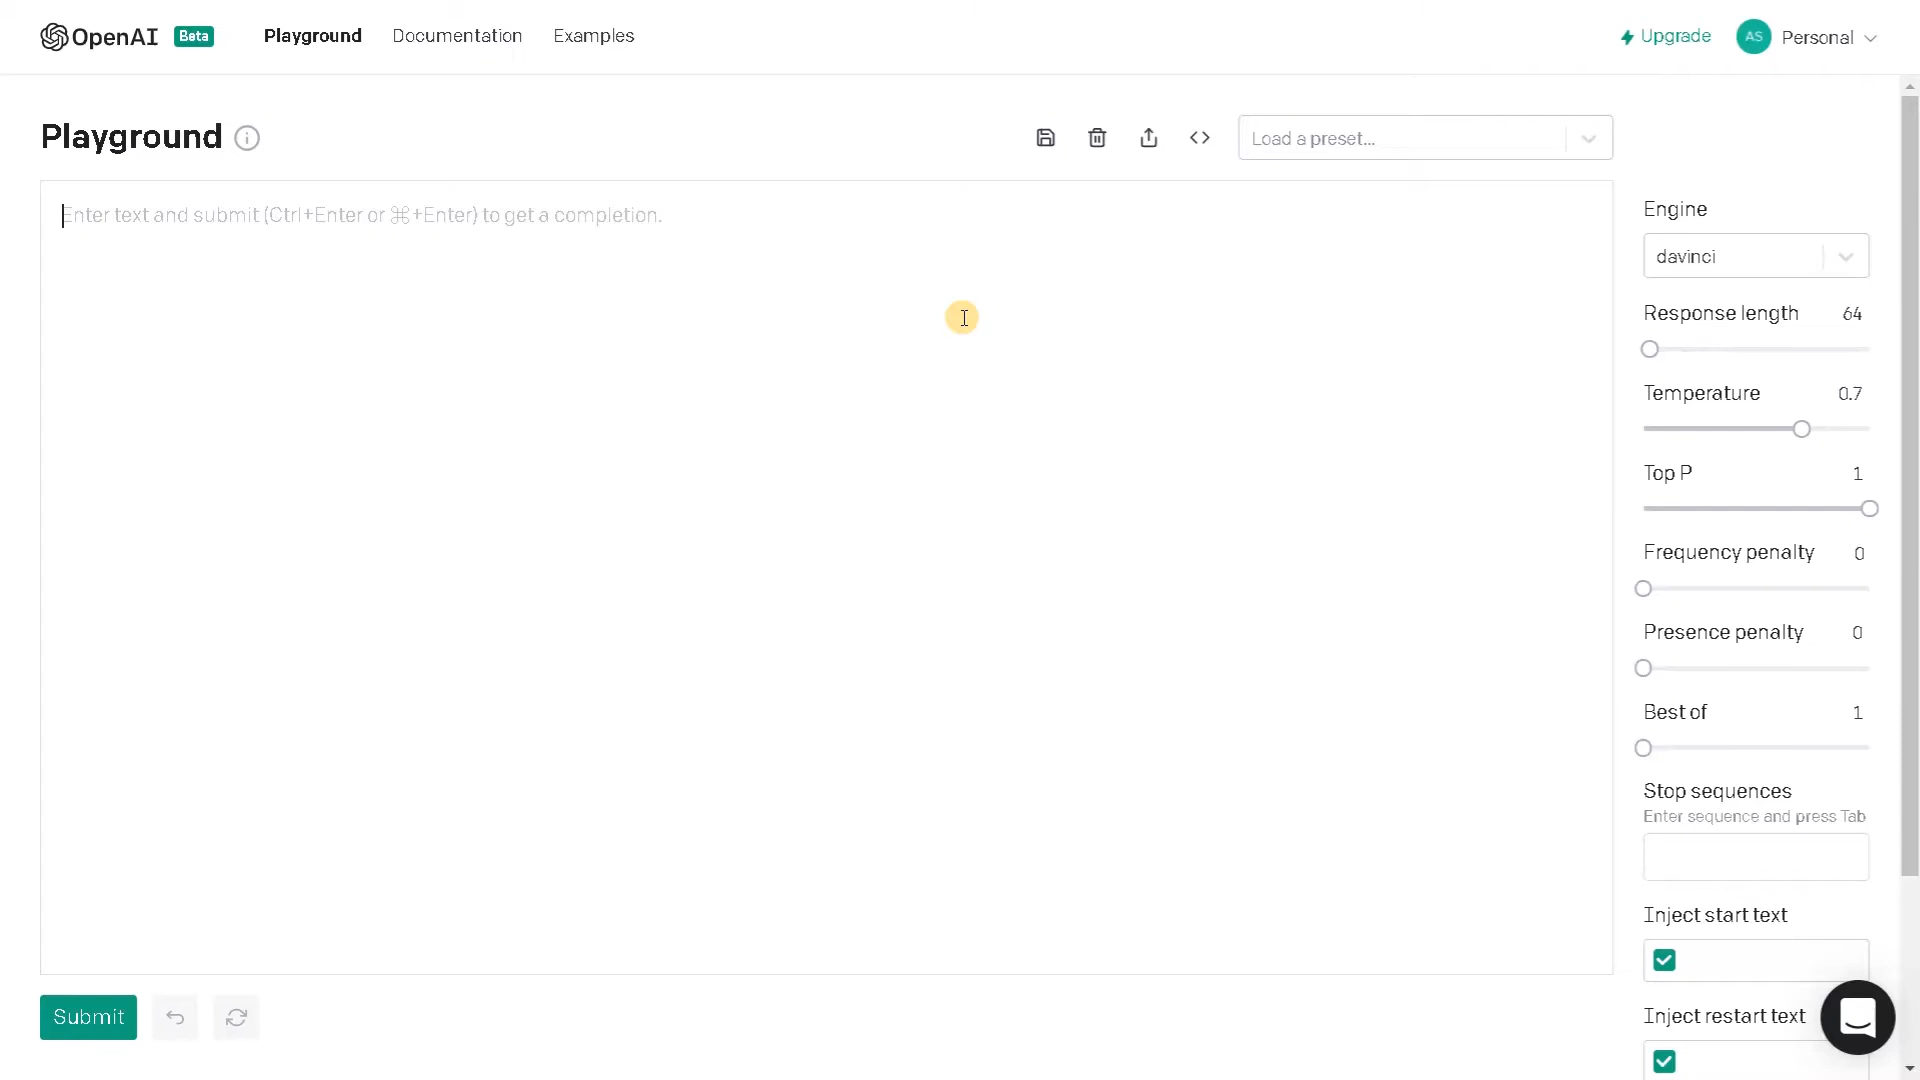 OpenAI Beta Playground Documentation Examples Upgrade AS Personal
Playground
Load a preset...
Enter text and submit (Ctrl+Enter or ⌘+Enter) to get a completion.
Engine
davinci
Response length 64
Temperature 0.7
Top P 1
Frequency penalty 0
Presence penalty 0
Best of 1
Stop sequences
Enter sequence and press Tab
Inject start text
Inject restart text
Submit